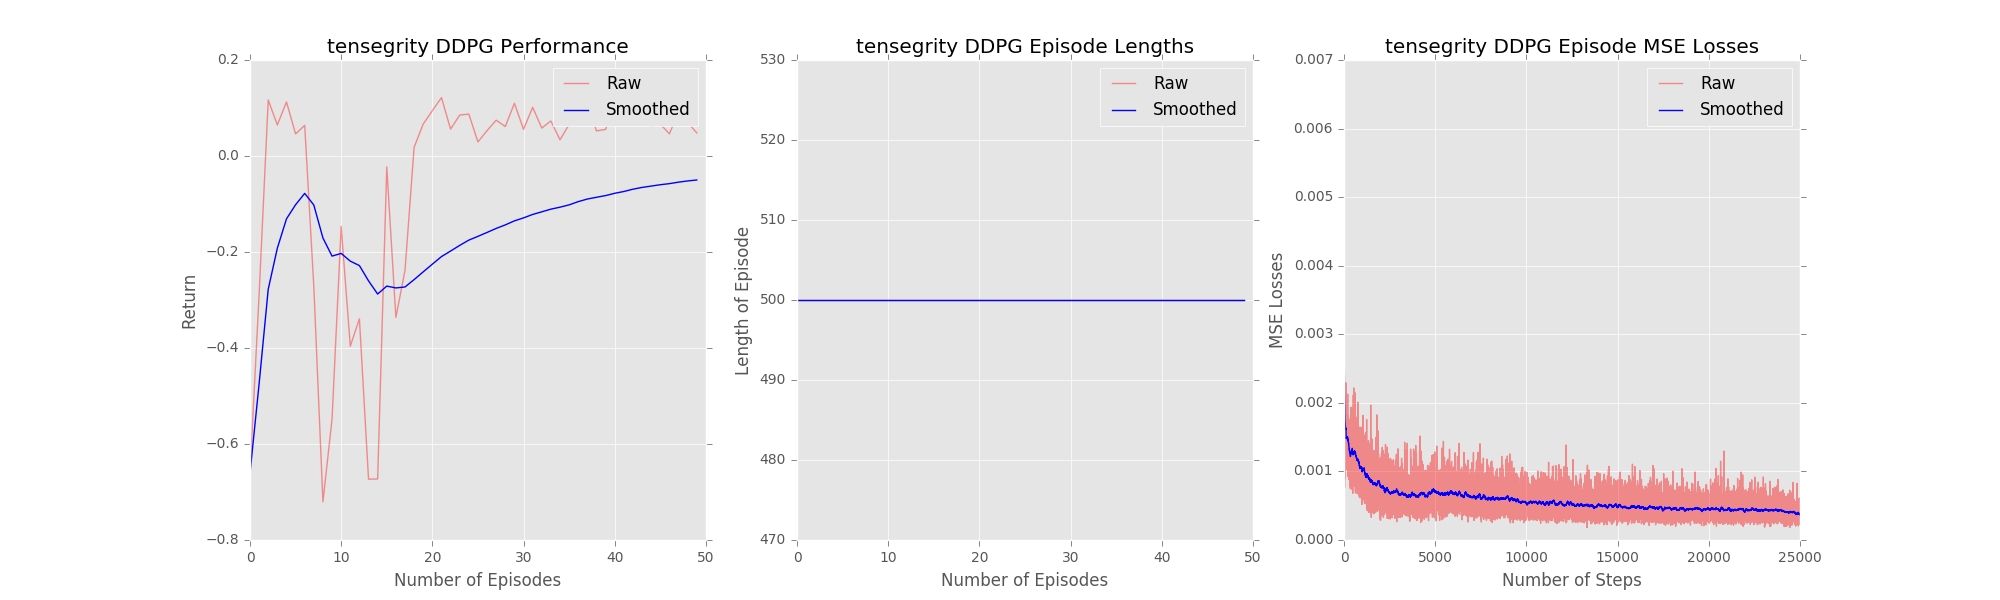 tensegrity DDPG Performance
0.2
0.0
−0.2
−0.4
−0.6
−0.8
Return
Raw
Smoothed
0
10
20
30
40
50
Number of Episodes
tensegrity DDPG Episode Lengths
530
520
510
500
490
480
470
Length of Episode
Raw
Smoothed
0
10
20
30
40
50
Number of Episodes
tensegrity DDPG Episode MSE Losses
0.007
0.006
0.005
0.004
0.003
0.002
0.001
0.000
MSE Losses
Raw
Smoothed
0
5000
10000
15000
20000
25000
Number of Steps